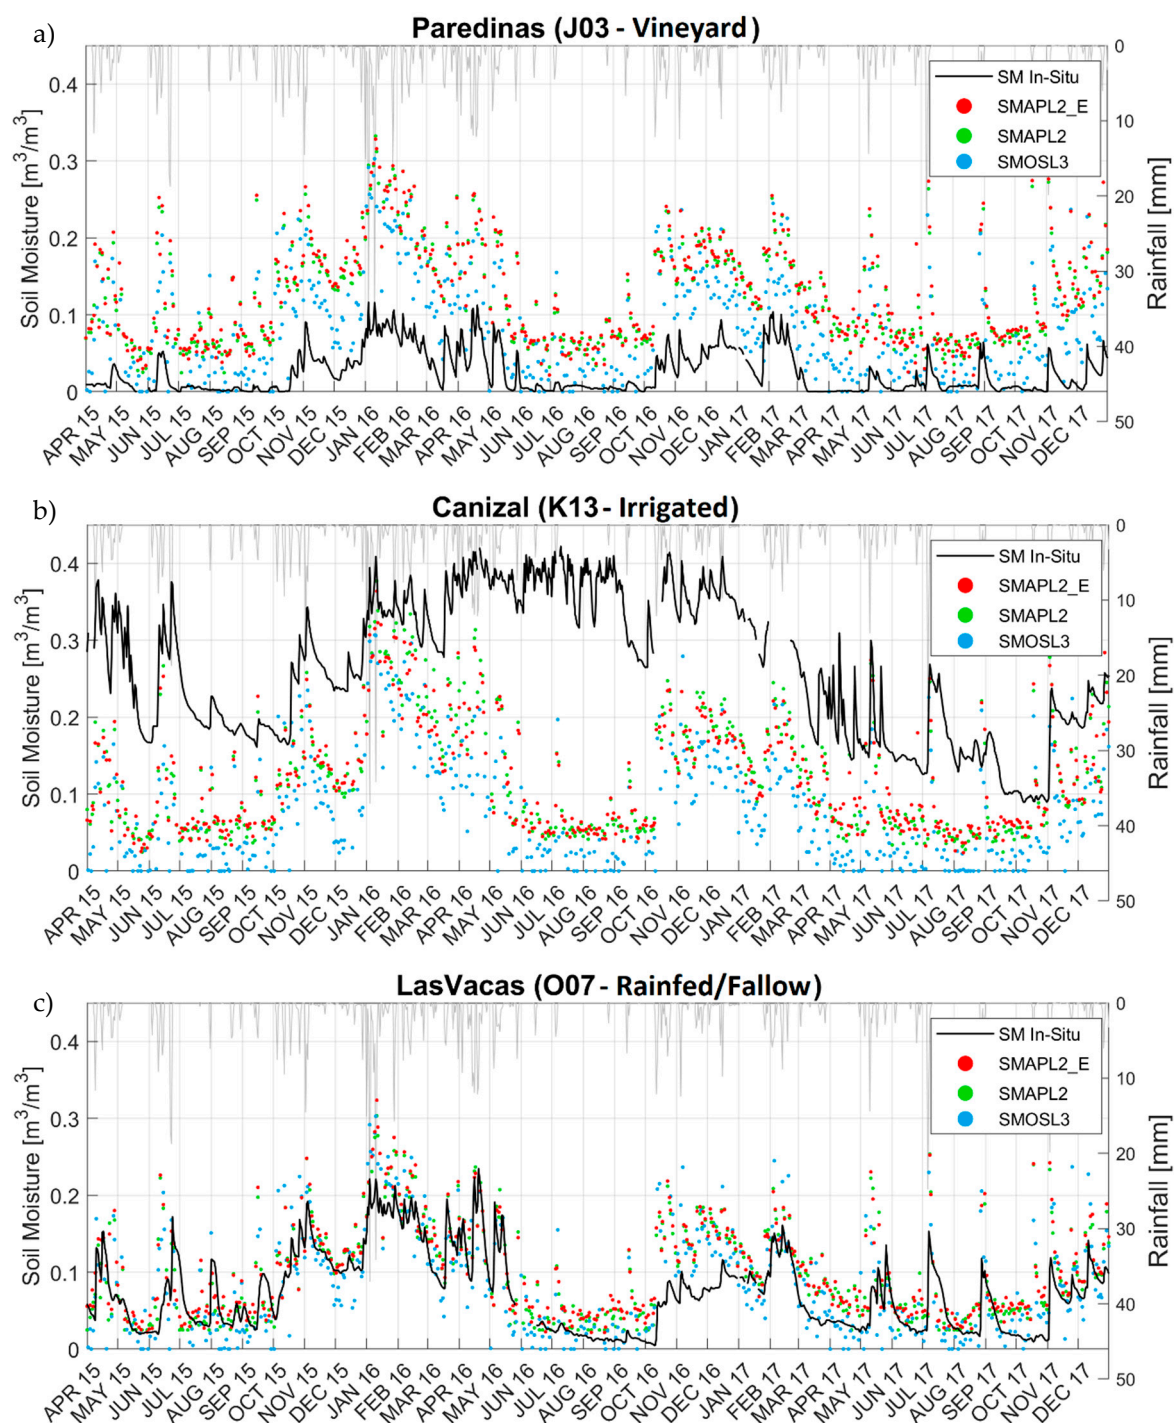 a)
Paredinas (J03 - Vineyard)
Soil Moisture [m3/m3]
0.4
0.3
0.2
0.1
0
SM In-Situ
SMAPL2_E
SMAPL2
SMOSL3
0
10
20
30
40
50
Rainfall [mm]
APR 15
MAY 15
JUN 15
JUL 15
AUG 15
SEP 15
OCT 15
NOV 15
DEC 15
JAN 16
FEB 16
MAR 16
APR 16
MAY 16
JUN 16
JUL 16
AUG 16
SEP 16
OCT 16
NOV 16
DEC 16
JAN 17
FEB 17
MAR 17
APR 17
MAY 17
JUN 17
JUL 17
AUG 17
SEP 17
OCT 17
NOV 17
DEC 17
b)
Canizal (K13 - Irrigated)
Soil Moisture [m3/m3]
0.4
0.3
0.2
0.1
0
SM In-Situ
SMAPL2_E
SMAPL2
SMOSL3
0
10
20
30
40
50
Rainfall [mm]
APR 15
MAY 15
JUN 15
JUL 15
AUG 15
SEP 15
OCT 15
NOV 15
DEC 15
JAN 16
FEB 16
MAR 16
APR 16
MAY 16
JUN 16
JUL 16
AUG 16
SEP 16
OCT 16
NOV 16
DEC 16
JAN 17
FEB 17
MAR 17
APR 17
MAY 17
JUN 17
JUL 17
AUG 17
SEP 17
OCT 17
NOV 17
DEC 17
c)
LasVacas (O07 - Rainfed/Fallow)
Soil Moisture [m3/m3]
0.4
0.3
0.2
0.1
0
SM In-Situ
SMAPL2_E
SMAPL2
SMOSL3
0
10
20
30
40
50
Rainfall [mm]
APR 15
MAY 15
JUN 15
JUL 15
AUG 15
SEP 15
OCT 15
NOV 15
DEC 15
JAN 16
FEB 16
MAR 16
APR 16
MAY 16
JUN 16
JUL 16
AUG 16
SEP 16
OCT 16
NOV 16
DEC 16
JAN 17
FEB 17
MAR 17
APR 17
MAY 17
JUN 17
JUL 17
AUG 17
SEP 17
OCT 17
NOV 17
DEC 17